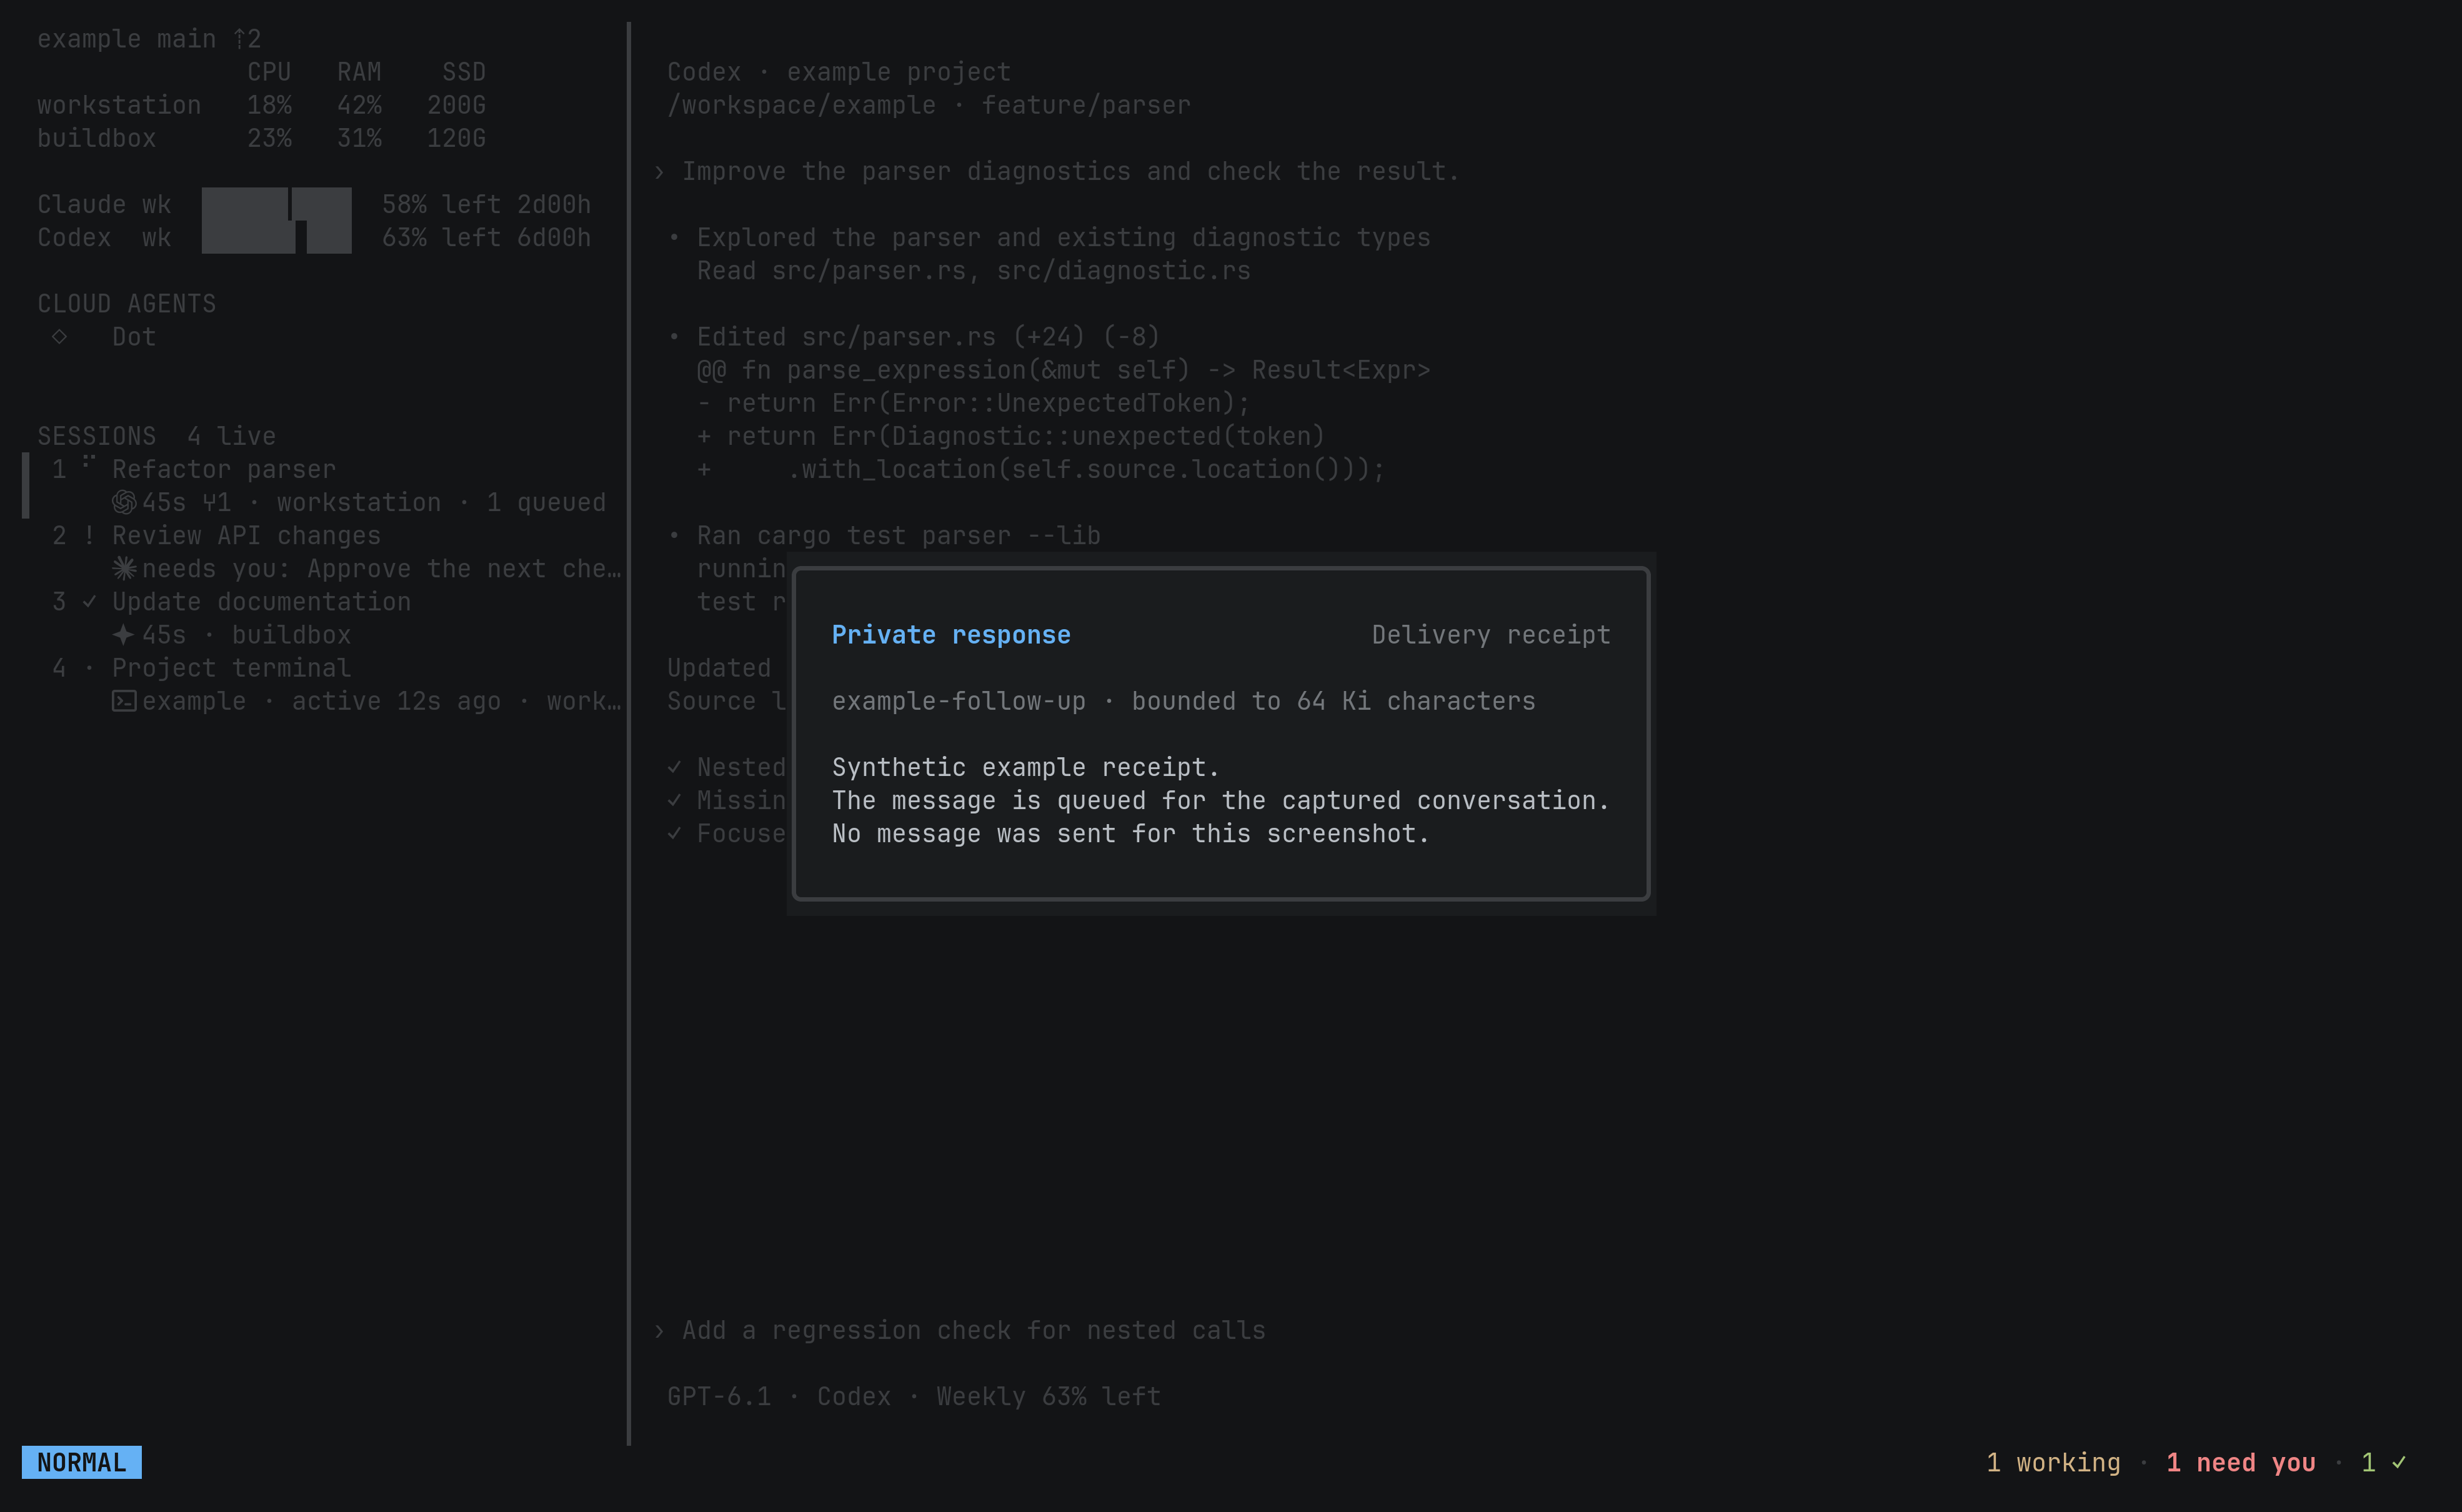 example main ⇡2
CPU RAM SSD
workstation 18% 42% 200G
buildbox 23% 31% 120G
Claude wk 58% left 2d00h
Codex wk 63% left 6d00h
CLOUD AGENTS
◇ Dot
SESSIONS 4 live
1 ⠋ Refactor parser
45s ⑂1 · workstation · 1 queued
2 ! Review API changes
needs you: Approve the next che…
3 ✓ Update documentation
45s · buildbox
4 · Project terminal
example · active 12s ago · work…
Codex · example project
/workspace/example · feature/parser
› Improve the parser diagnostics and check the result.
• Explored the parser and existing diagnostic types
Read src/parser.rs, src/diagnostic.rs
• Edited src/parser.rs (+24) (-8)
@@ fn parse_expression(&mut self) -> Result<Expr>
- return Err(Error::UnexpectedToken);
+ return Err(Diagnostic::unexpected(token)
+ .with_location(self.source.location()));
• Ran cargo test parser --lib
runnin
test r
Updated
Source l
✓ Nested
✓ Missin
✓ Focuse
Private response Delivery receipt
example-follow-up · bounded to 64 Ki characters
Synthetic example receipt.
The message is queued for the captured conversation.
No message was sent for this screenshot.
› Add a regression check for nested calls
GPT-6.1 · Codex · Weekly 63% left
NORMAL 1 working · 1 need you · 1 ✓